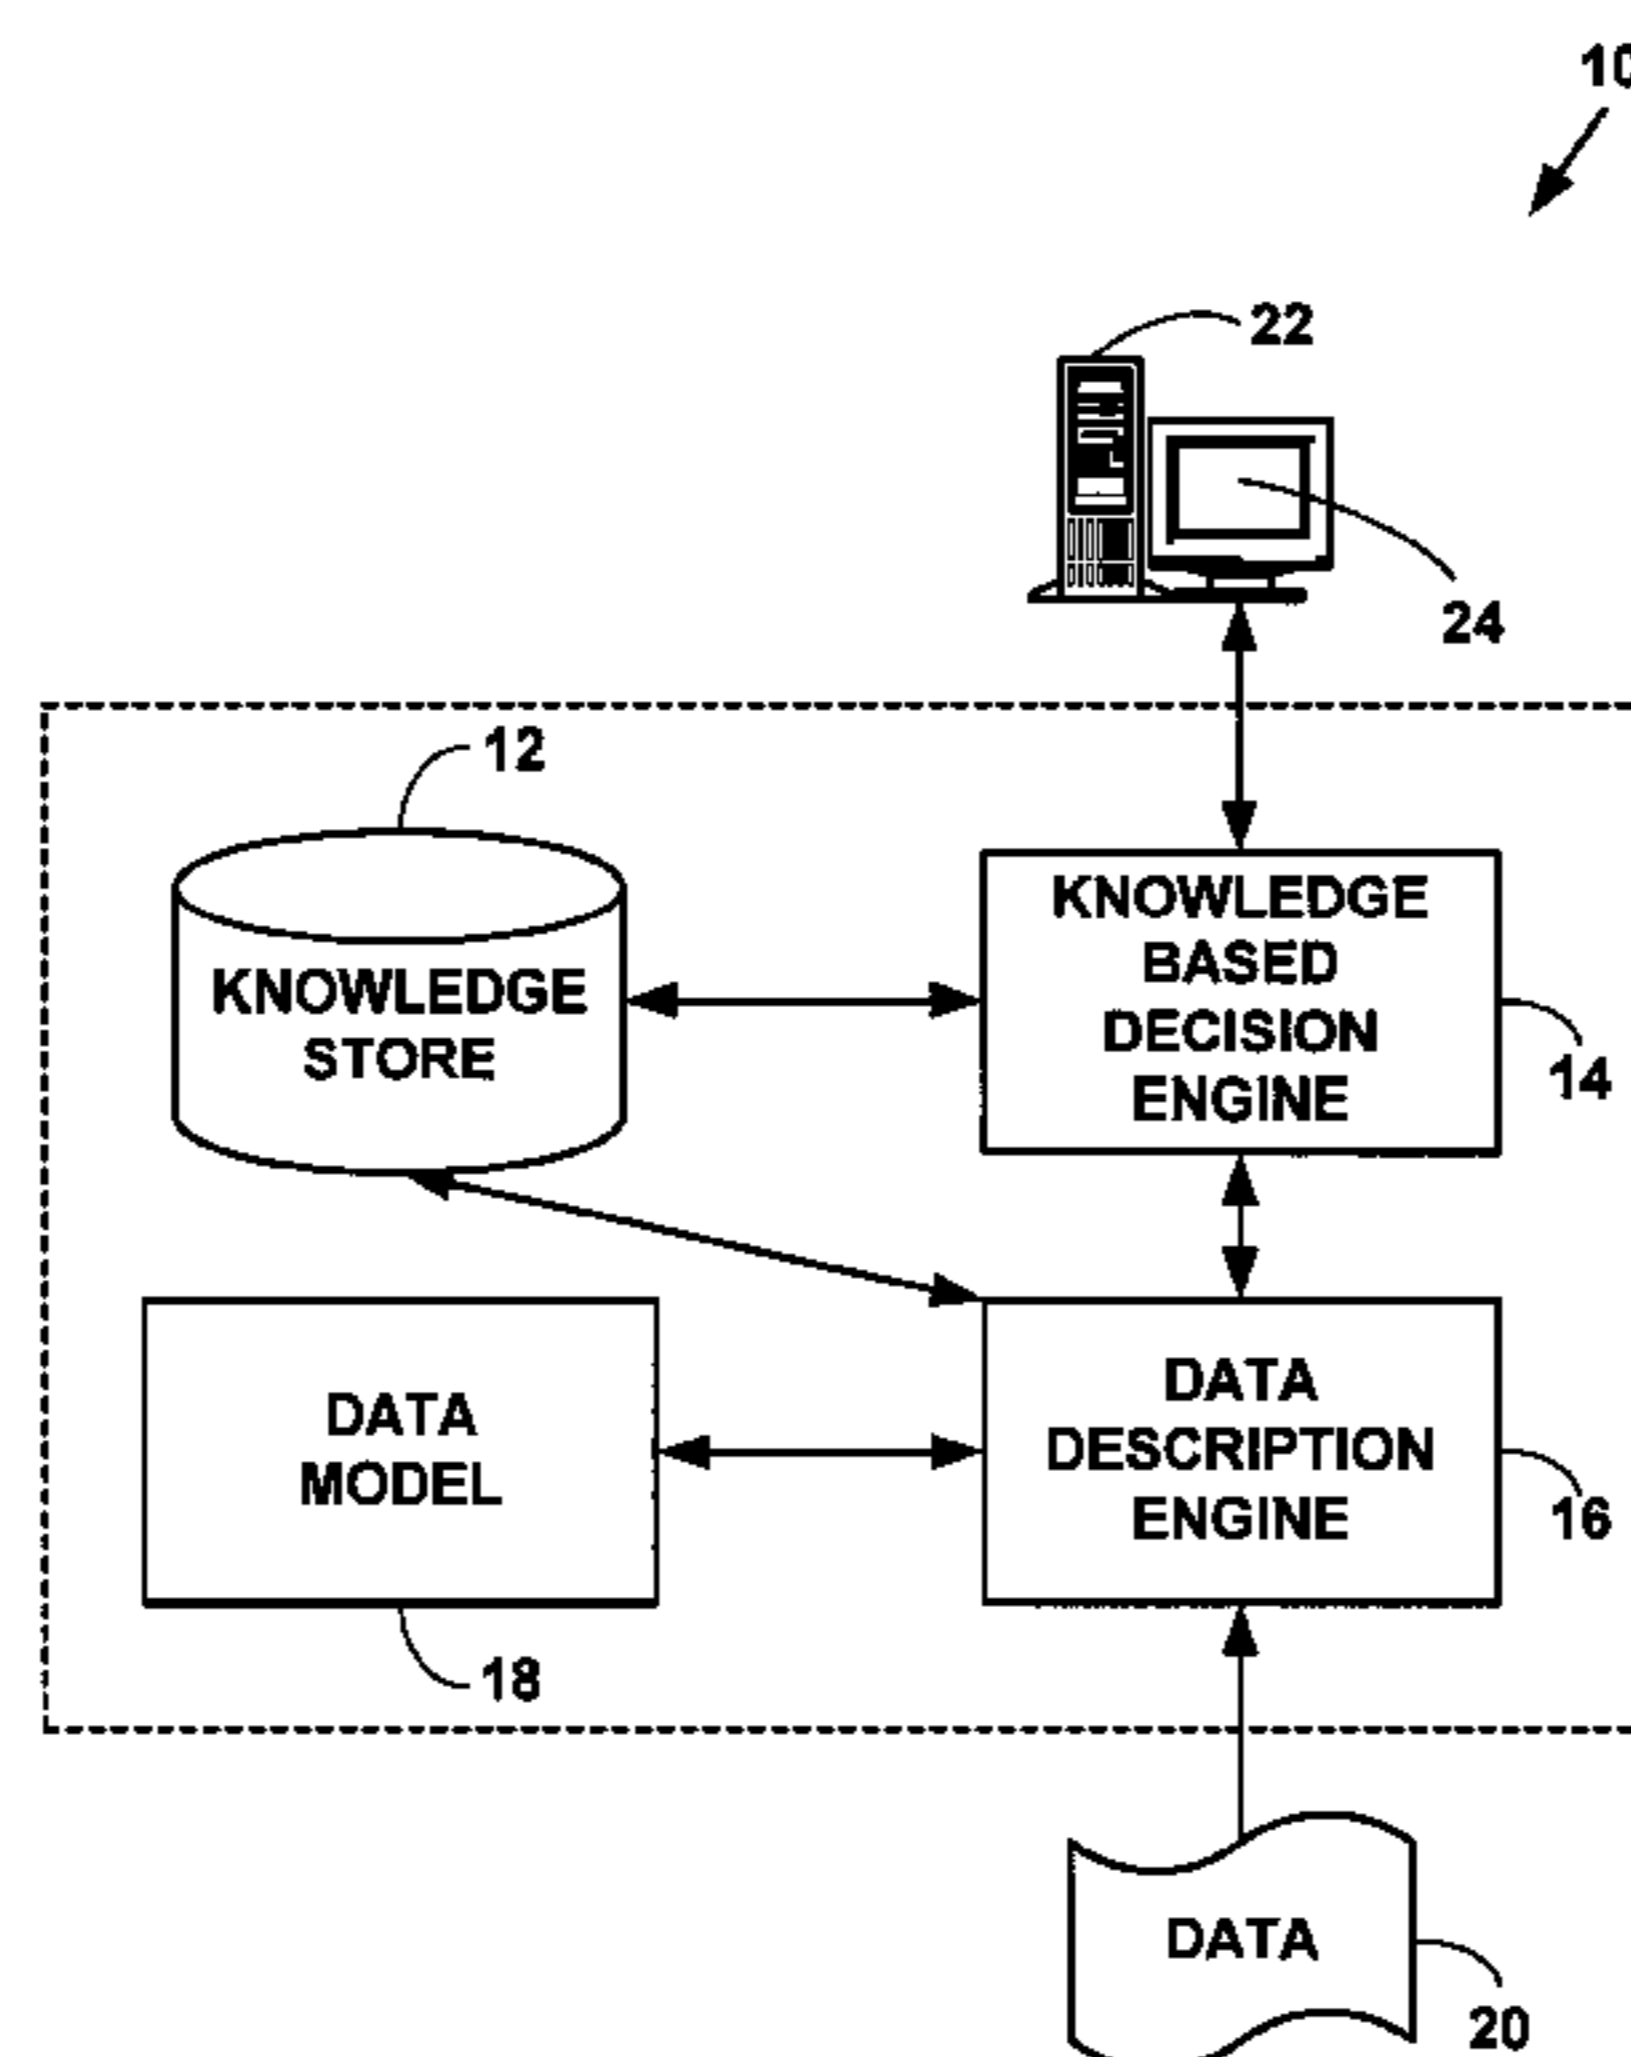 10
22
24
12
KNOWLEDGE
STORE
KNOWLEDGE
BASED
DECISION
ENGINE
14
DATA
MODEL
18
DATA
DESCRIPTION
ENGINE
16
DATA
20